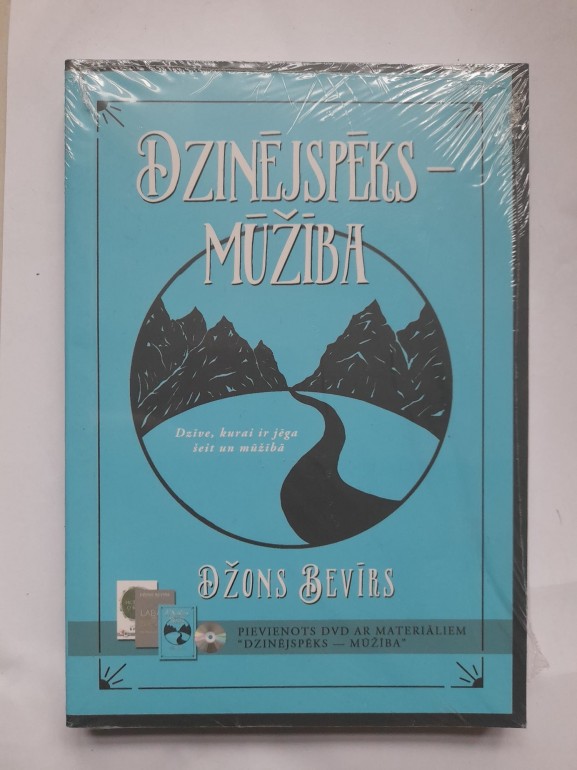 DZINĒJSPĒKS –
MŪŽĪBA
Dzīve, kurai ir jēga
šeit un mūžībā
DŽONS BEVĪRS
PIEVIENOTS DVD AR MATERIĀLIEM
"DZINĒJSPĒKS — MŪŽĪBA"